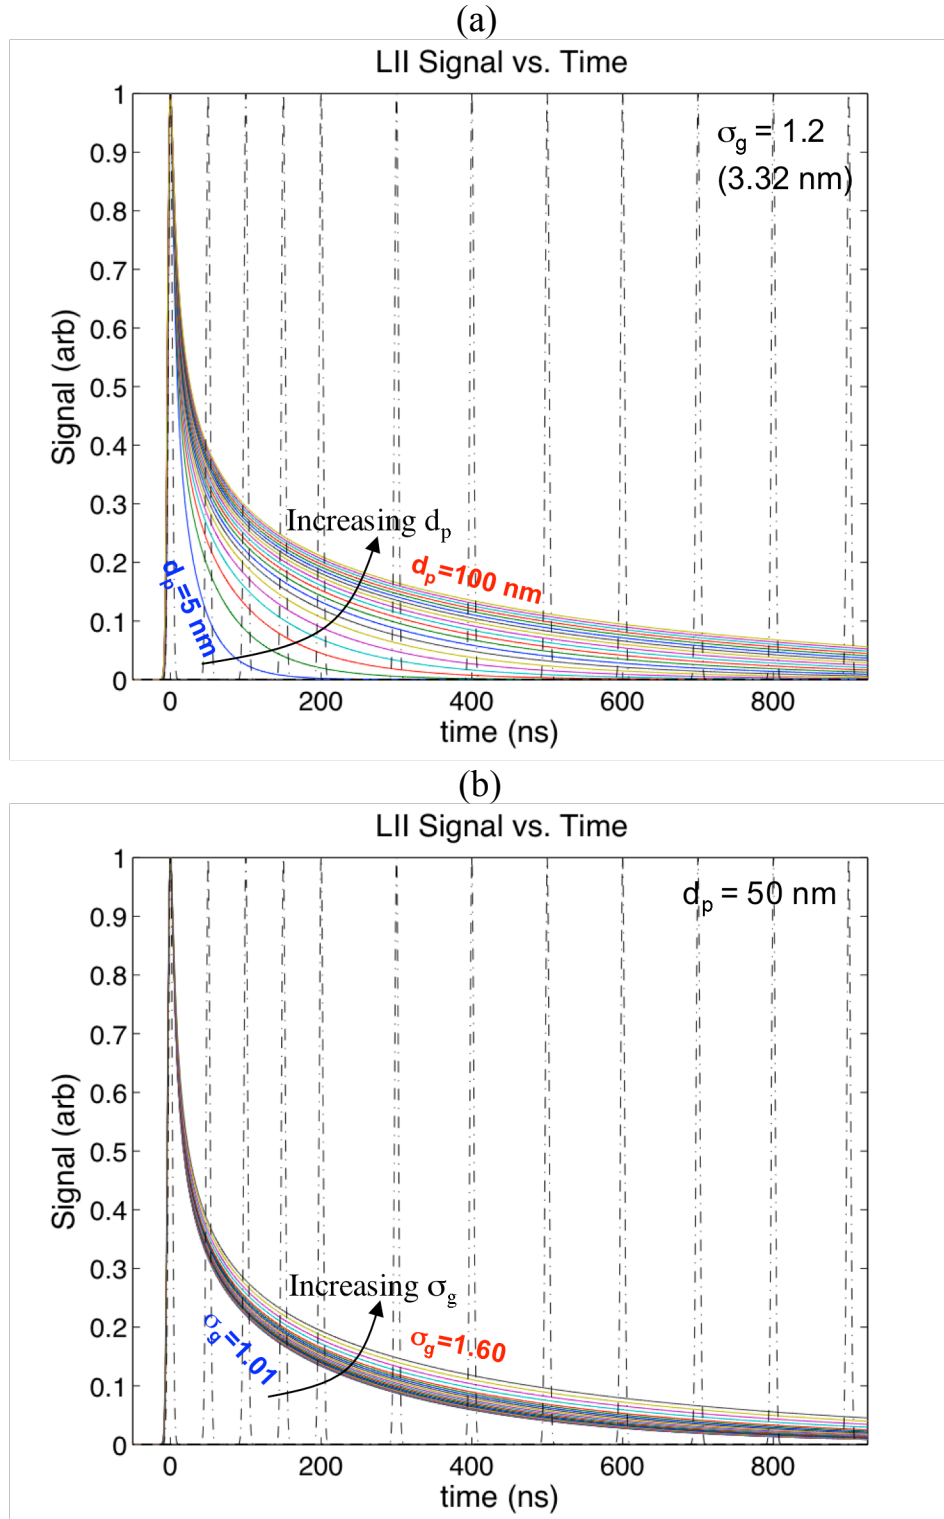 (a)
LII Signal vs. Time
σg = 1.2
(3.32 nm)
Signal (arb)
1
0.9
0.8
0.7
0.6
0.5
0.4
0.3
0.2
0.1
0
Increasing dp
dp=5 nm
dp=100 nm
0 200 400 600 800
time (ns)
(b)
LII Signal vs. Time
dp = 50 nm
Signal (arb)
1
0.9
0.8
0.7
0.6
0.5
0.4
0.3
0.2
0.1
0
Increasing σg
σg=1.01
σg=1.60
0 200 400 600 800
time (ns)